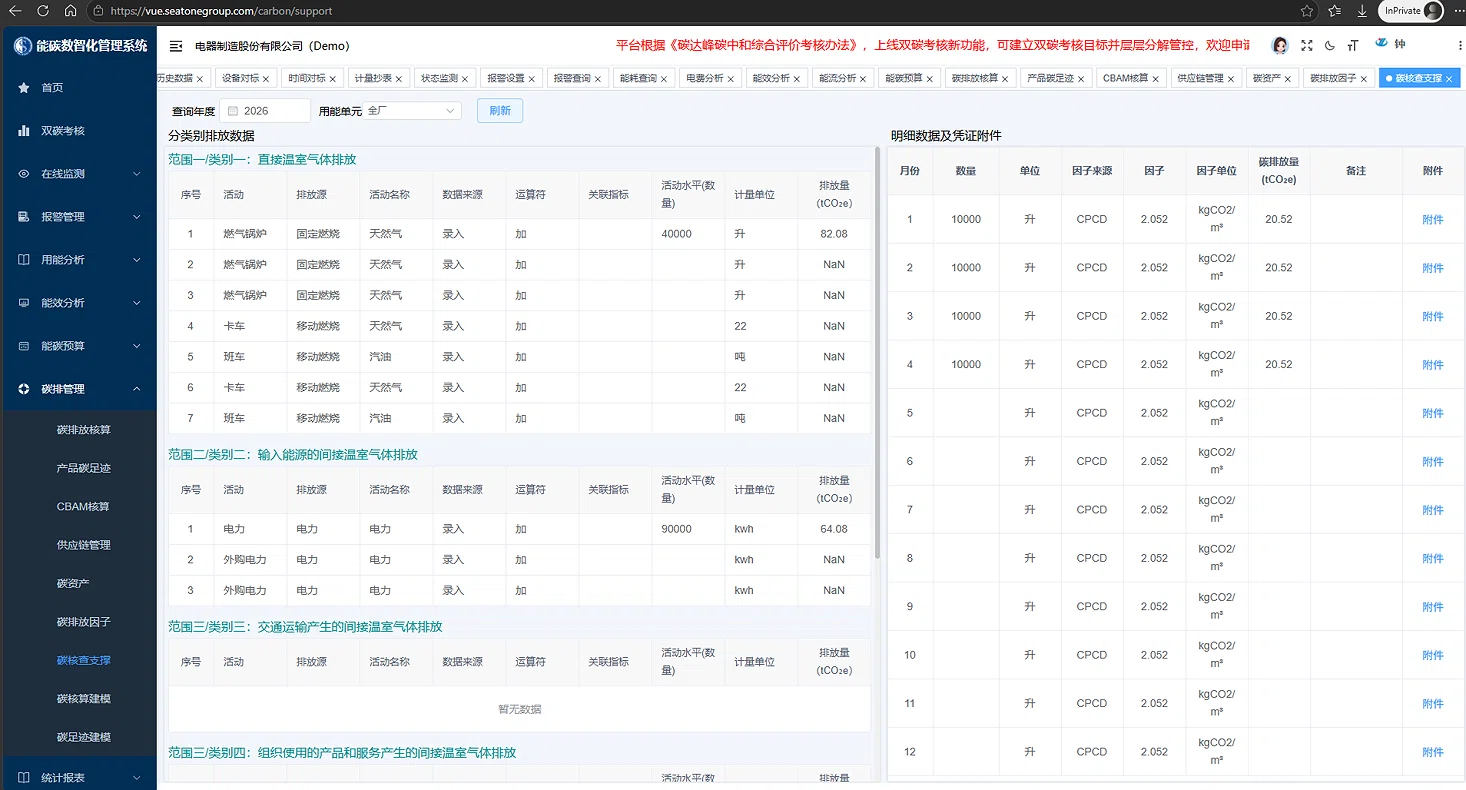 https://vue.seatonegroup.com/carbon/support
InPrivate
能碳数智化管理系统
电器制造股份有限公司（Demo）
平台根据《碳达峰碳中和综合评价考核办法》，上线双碳考核新功能，可建立双碳考核目标并层层分解管控，欢迎申请
钟
历史数据 × 设备对标 × 时间对标 × 计量抄表 × 状态监测 × 报警设置 × 报警查询 × 能耗查询 × 电器分析 × 能效分析 × 能流分析 × 能碳预算 × 碳排放核算 × 产品碳足迹 × CBAM核算 × 供应链管理 × 碳资产 × 碳排放因子 × 碳核查支撑 ×
首页
双碳考核
在线监测
报警管理
用能分析
能效分析
能碳预算
碳排管理
碳排放核算
产品碳足迹
CBAM核算
供应链管理
碳资产
碳排放因子
碳核查支撑
碳核算建模
碳足迹建模
统计报表
查询年度 2026 用能单元 全厂 刷新
分类别排放数据
范围一/类别一：直接温室气体排放
序号 活动 排放源 活动名称 数据来源 运算符 关联指标 活动水平(数量) 计量单位 排放量(tCO₂e)
1 燃气锅炉 固定燃烧 天然气 录入 加 40000 升 82.08
2 燃气锅炉 固定燃烧 天然气 录入 加 升 NaN
3 燃气锅炉 固定燃烧 天然气 录入 加 升 NaN
4 卡车 移动燃烧 天然气 录入 加 22 NaN
5 班车 移动燃烧 汽油 录入 加 吨 NaN
6 卡车 移动燃烧 天然气 录入 加 22 NaN
7 班车 移动燃烧 汽油 录入 加 吨 NaN
范围二/类别二：输入能源的间接温室气体排放
序号 活动 排放源 活动名称 数据来源 运算符 关联指标 活动水平(数量) 计量单位 排放量(tCO₂e)
1 电力 电力 电力 录入 加 90000 kwh 64.08
2 外购电力 电力 电力 录入 加 kwh NaN
3 外购电力 电力 电力 录入 加 kwh NaN
范围三/类别三：交通运输产生的间接温室气体排放
序号 活动 排放源 活动名称 数据来源 运算符 关联指标 活动水平(数量) 计量单位 排放量(tCO₂e)
暂无数据
范围三/类别四：组织使用的产品和服务产生的间接温室气体排放
活动水平(数 排放量
明细数据及凭证附件
月份 数量 单位 因子来源 因子 因子单位 碳排放量(tCO₂e) 备注 附件
1 10000 升 CPCD 2.052 kgCO2/m³ 20.52 附件
2 10000 升 CPCD 2.052 kgCO2/m³ 20.52 附件
3 10000 升 CPCD 2.052 kgCO2/m³ 20.52 附件
4 10000 升 CPCD 2.052 kgCO2/m³ 20.52 附件
5 升 CPCD 2.052 kgCO2/m³ 附件
6 升 CPCD 2.052 kgCO2/m³ 附件
7 升 CPCD 2.052 kgCO2/m³ 附件
8 升 CPCD 2.052 kgCO2/m³ 附件
9 升 CPCD 2.052 kgCO2/m³ 附件
10 升 CPCD 2.052 kgCO2/m³ 附件
11 升 CPCD 2.052 kgCO2/m³ 附件
12 升 CPCD 2.052 kgCO2/m³ 附件